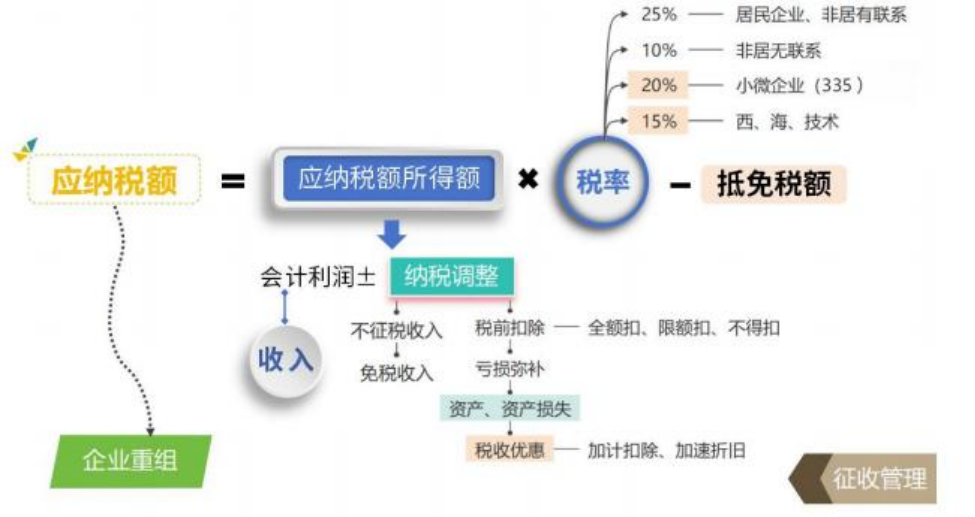 25% 居民企业、非居有联系
10% 非居无联系
20% 小微企业（335）
15% 西、海、技术
应纳税额 = 应纳税额所得额 × 税率 - 抵免税额
会计利润士 纳税调整
收入
不征税收入
免税收入
税前扣除 全额扣、限额扣、不得扣
亏损弥补
资产、资产损失
税收优惠 加计扣除、加速折旧
企业重组
征收管理